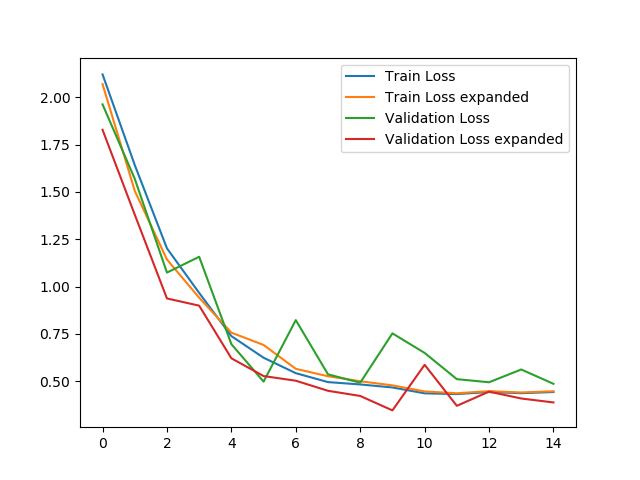 Train Loss
Train Loss expanded
Validation Loss
Validation Loss expanded
2.00
1.75
1.50
1.25
1.00
0.75
0.50
0 2 4 6 8 10 12 14